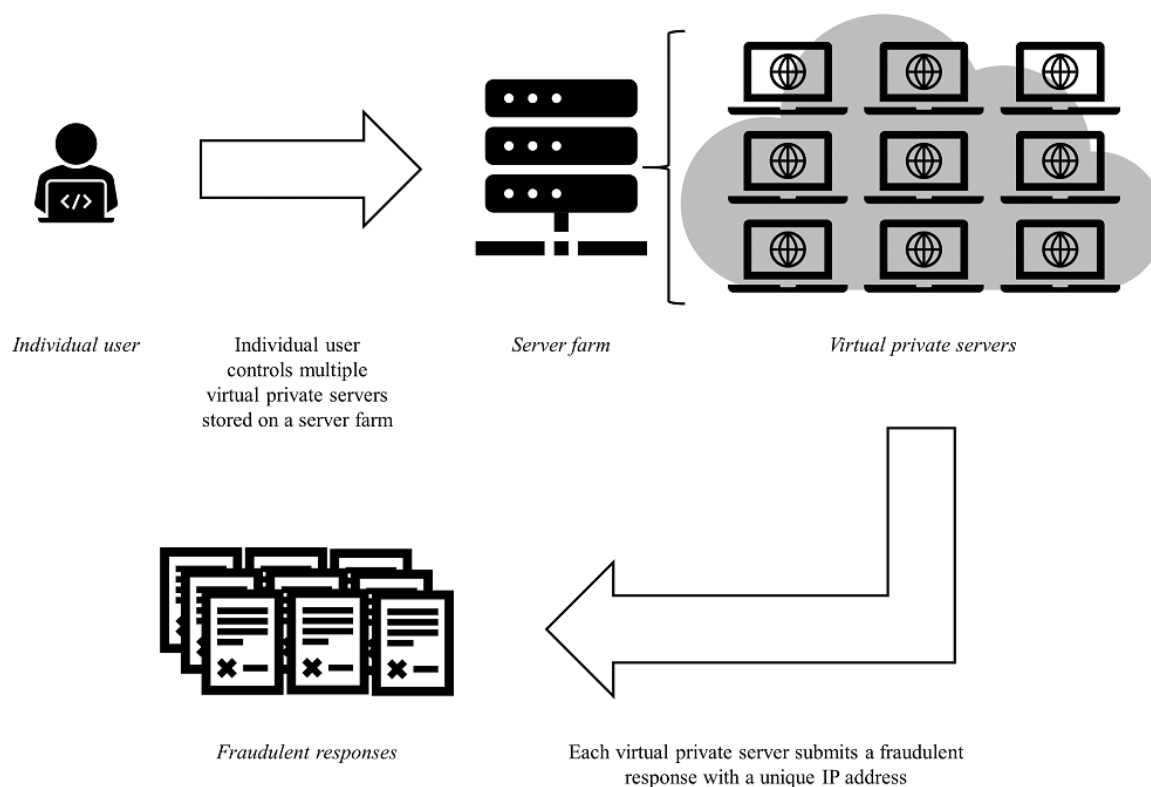 </>
Individual user
Individual user
controls multiple
virtual private servers
stored on a server farm
Server farm
Virtual private servers
Fraudulent responses
Each virtual private server submits a fraudulent
response with a unique IP address